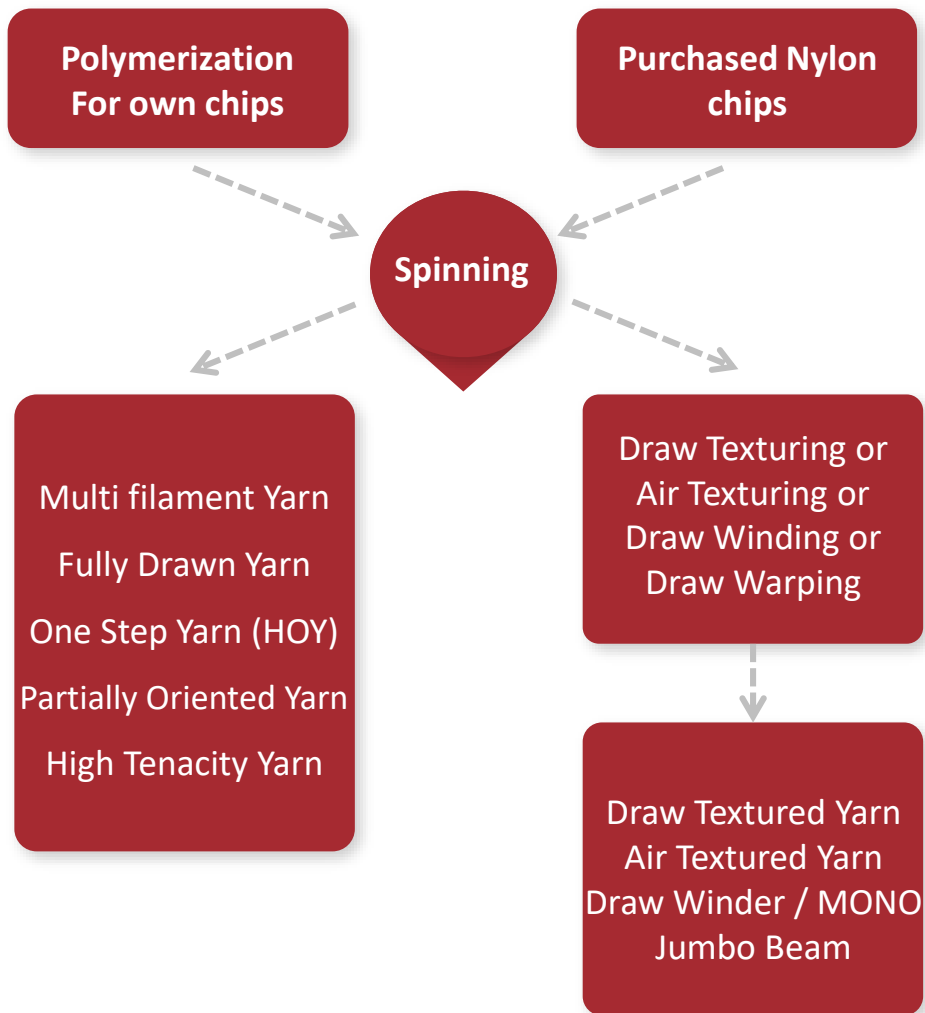 Polymerization
For own chips
Purchased Nylon
chips
Spinning
Multi filament Yarn
Fully Drawn Yarn
One Step Yarn (HOY)
Partially Oriented Yarn
High Tenacity Yarn
Draw Texturing or
Air Texturing or
Draw Winding or
Draw Warping
Draw Textured Yarn
Air Textured Yarn
Draw Winder / MONO
Jumbo Beam